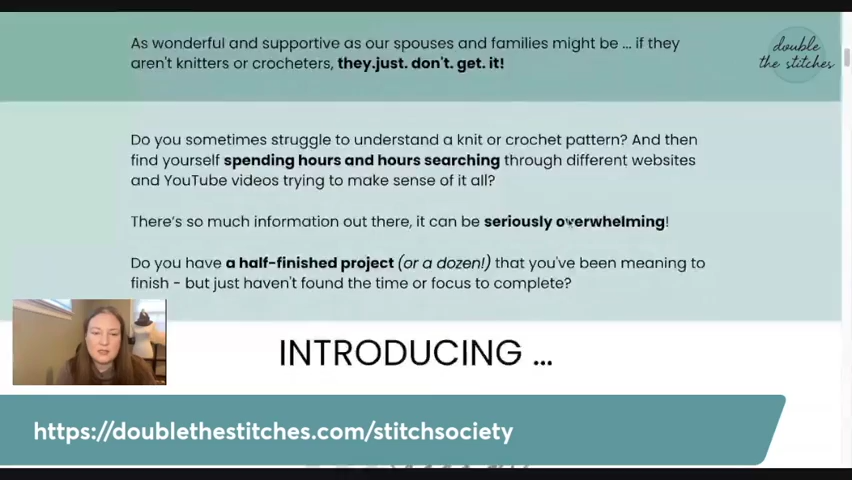 As wonderful and supportive as our spouses and families might be ... if they
aren't knitters or crocheters, they.just. don't. get. it!
double
the stitches
Do you sometimes struggle to understand a knit or crochet pattern? And then
find yourself spending hours and hours searching through different websites
and YouTube videos trying to make sense of it all?
There's so much information out there, it can be seriously overwhelming!
Do you have a half-finished project (or a dozen!) that you've been meaning to
finish - but just haven't found the time or focus to complete?
INTRODUCING ...
https://doublethestitches.com/stitchsociety